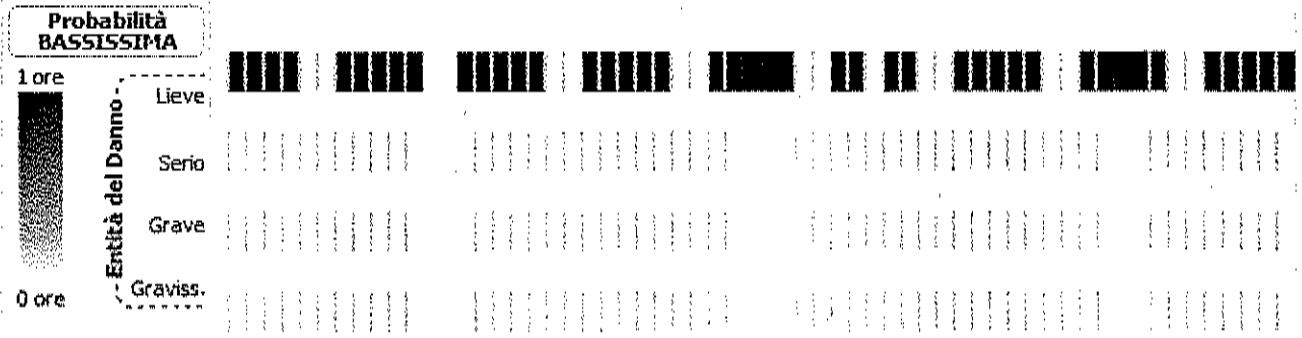 Probabilità
BASSISSIMA
1 ore
Lieve
Serio
Grave
Graviss.
Entità del Danno
0 ore